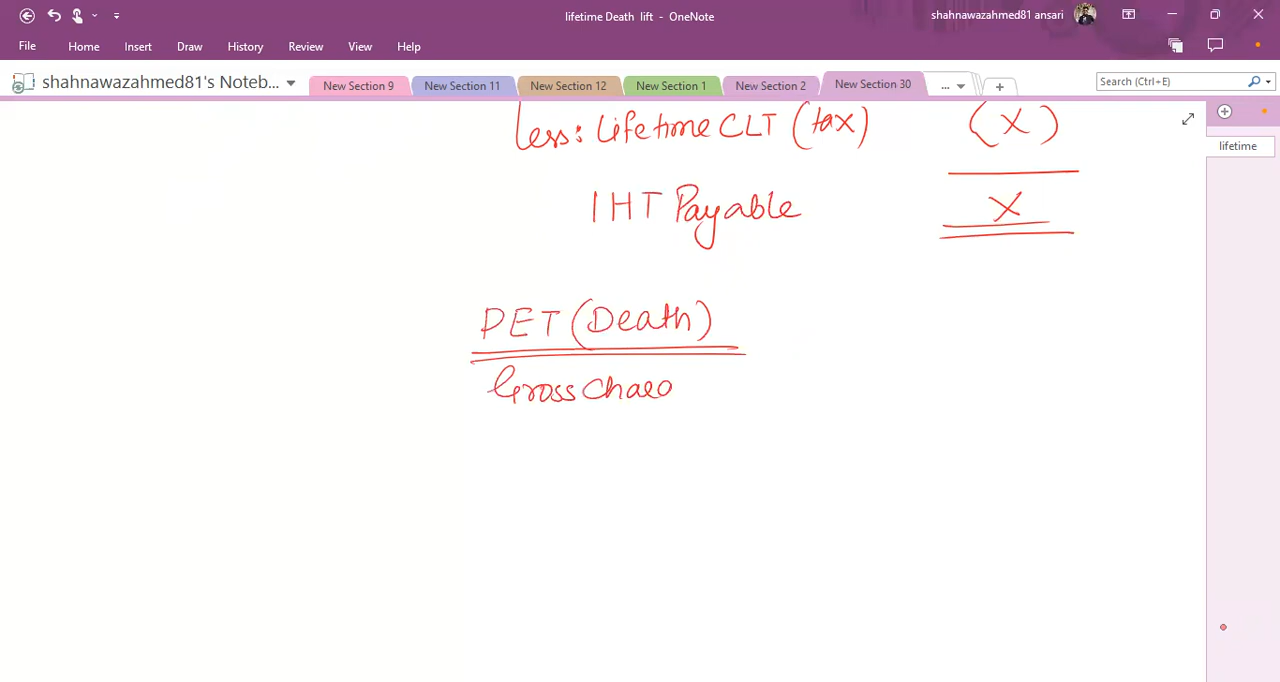 lifetime Death lift - OneNote
shahnawazahmed81 ansari
File Home Insert Draw History Review View Help
shahnawazahmed81's Noteb... New Section 9 New Section 11 New Section 12 New Section 1 New Section 2 New Section 30 ... + Search (Ctrl+E)
lifetime
Less: Lifetime CLT (tax) (X)
IHT Payable X
PET (Death)
Gross Chae